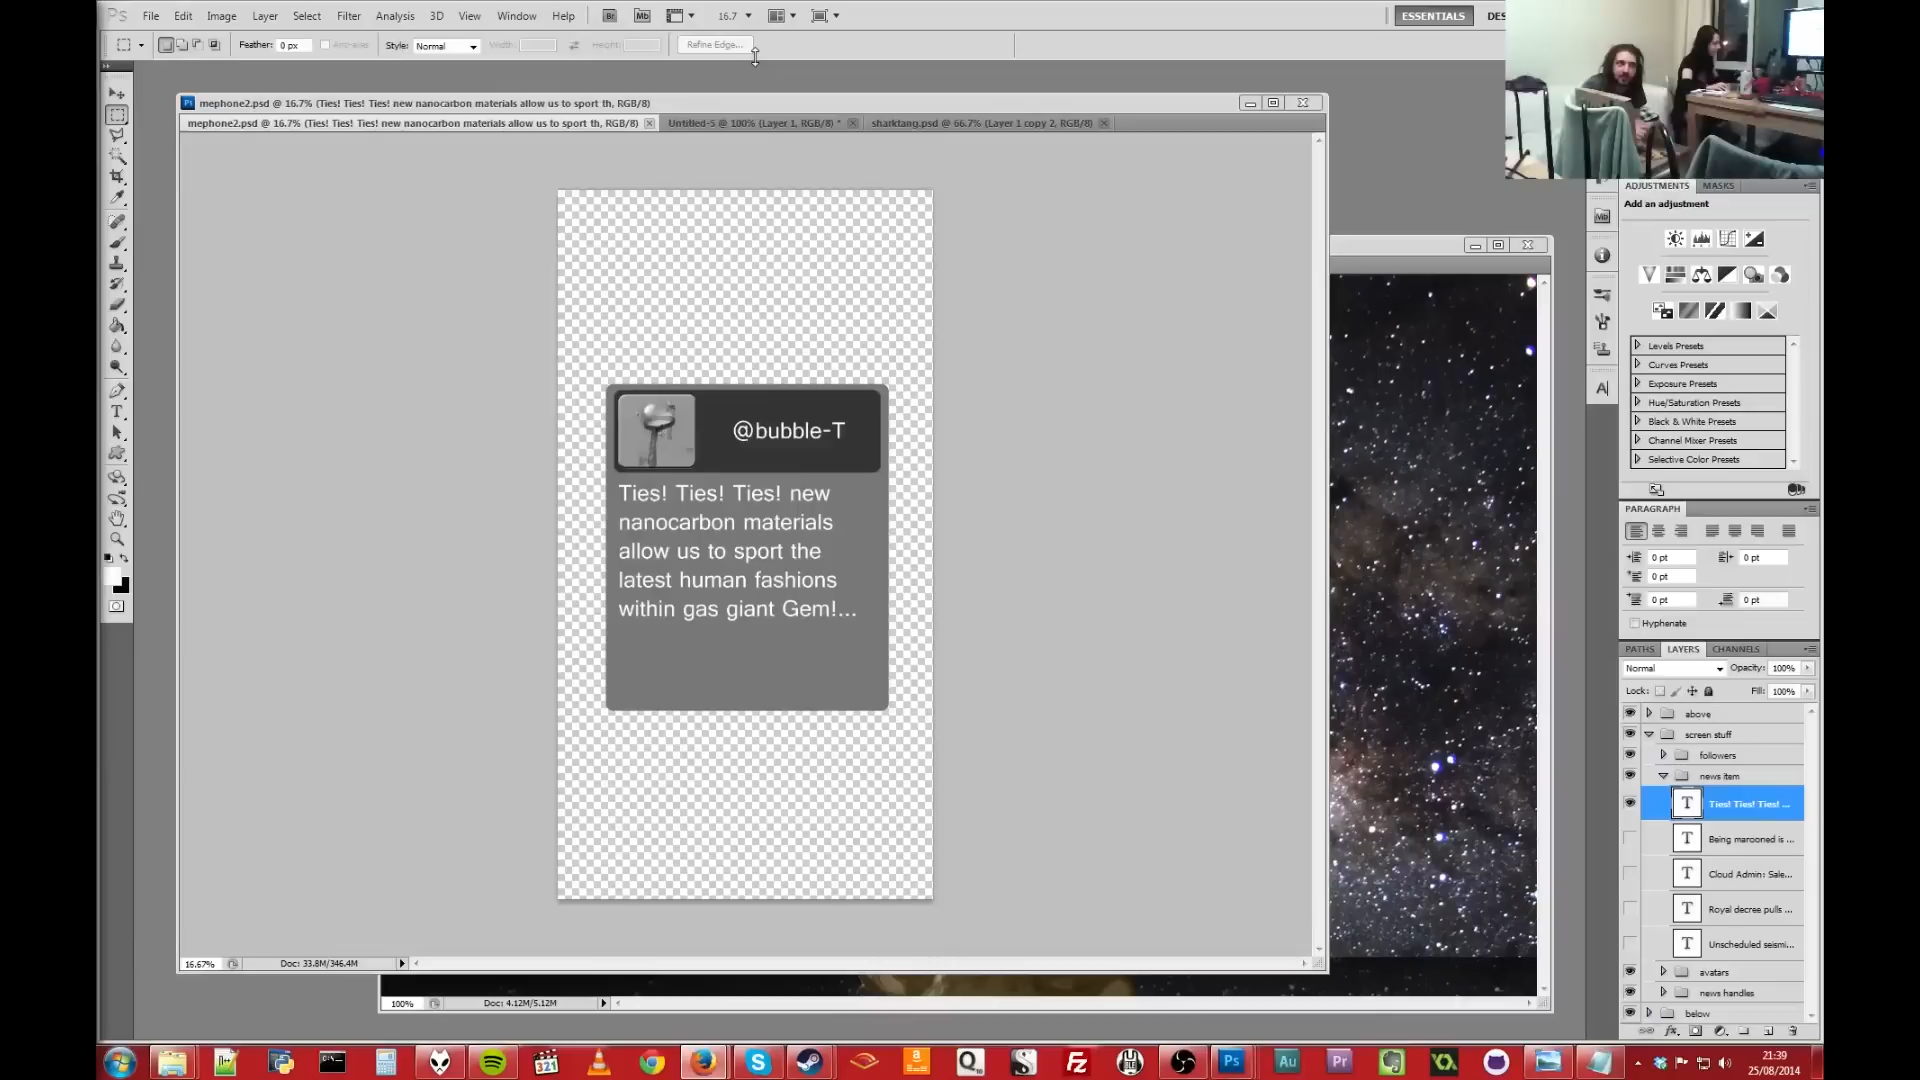 Ps File Edit Image Layer Select Filter Analysis 3D View Window Help Br Mb 16.7 ESSENTIALS DES
Feather: 0 px Anti-alias Style: Normal Width: Height: Refine Edge...
mephone2.psd @ 16.7% (Ties! Ties! Ties! new nanocarbon materials allow us to sport th, RGB/8)
mephone2.psd @ 16.7% (Ties! Ties! Ties! new nanocarbon materials allow us to sport th, RGB/8) Untitled-5 @ 100% (Layer 1, RGB/8) * sharktang.psd @ 66.7% (Layer 1 copy 2, RGB/8)
@bubble-T
Ties! Ties! Ties! new
nanocarbon materials
allow us to sport the
latest human fashions
within gas giant Gem!...
16.67% Doc: 33.8M/346.4M
100% Doc: 4.12M/5.12M
ADJUSTMENTS MASKS
Add an adjustment
Levels Presets
Curves Presets
Exposure Presets
Hue/Saturation Presets
Black & White Presets
Channel Mixer Presets
Selective Color Presets
PARAGRAPH
0 pt 0 pt
0 pt
0 pt 0 pt
Hyphenate
PATHS LAYERS CHANNELS
Normal Opacity: 100%
Lock: Fill: 100%
above
screen stuff
followers
news item
T Ties! Ties! Ties! ...
T Being marooned is ...
T Cloud Admin: Sale...
T Royal decree pulls ...
T Unscheduled seismi...
avatars
news handles
below
21:39
25/08/2014